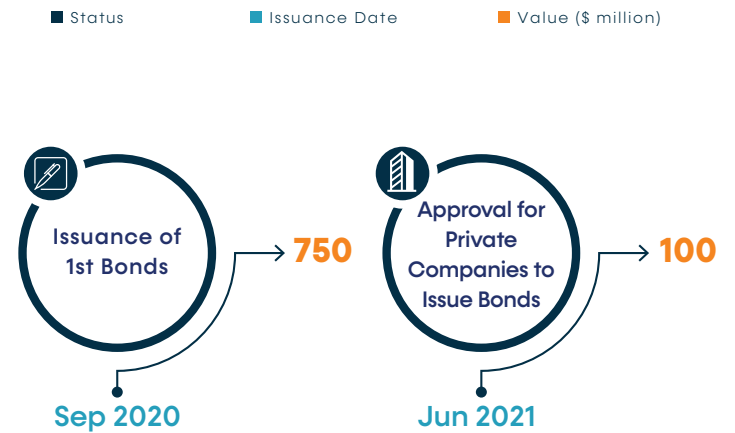 Status
Issuance Date
Value ($ million)
Issuance of
1st Bonds
750
Sep 2020
Approval for
Private
Companies to
Issue Bonds
100
Jun 2021